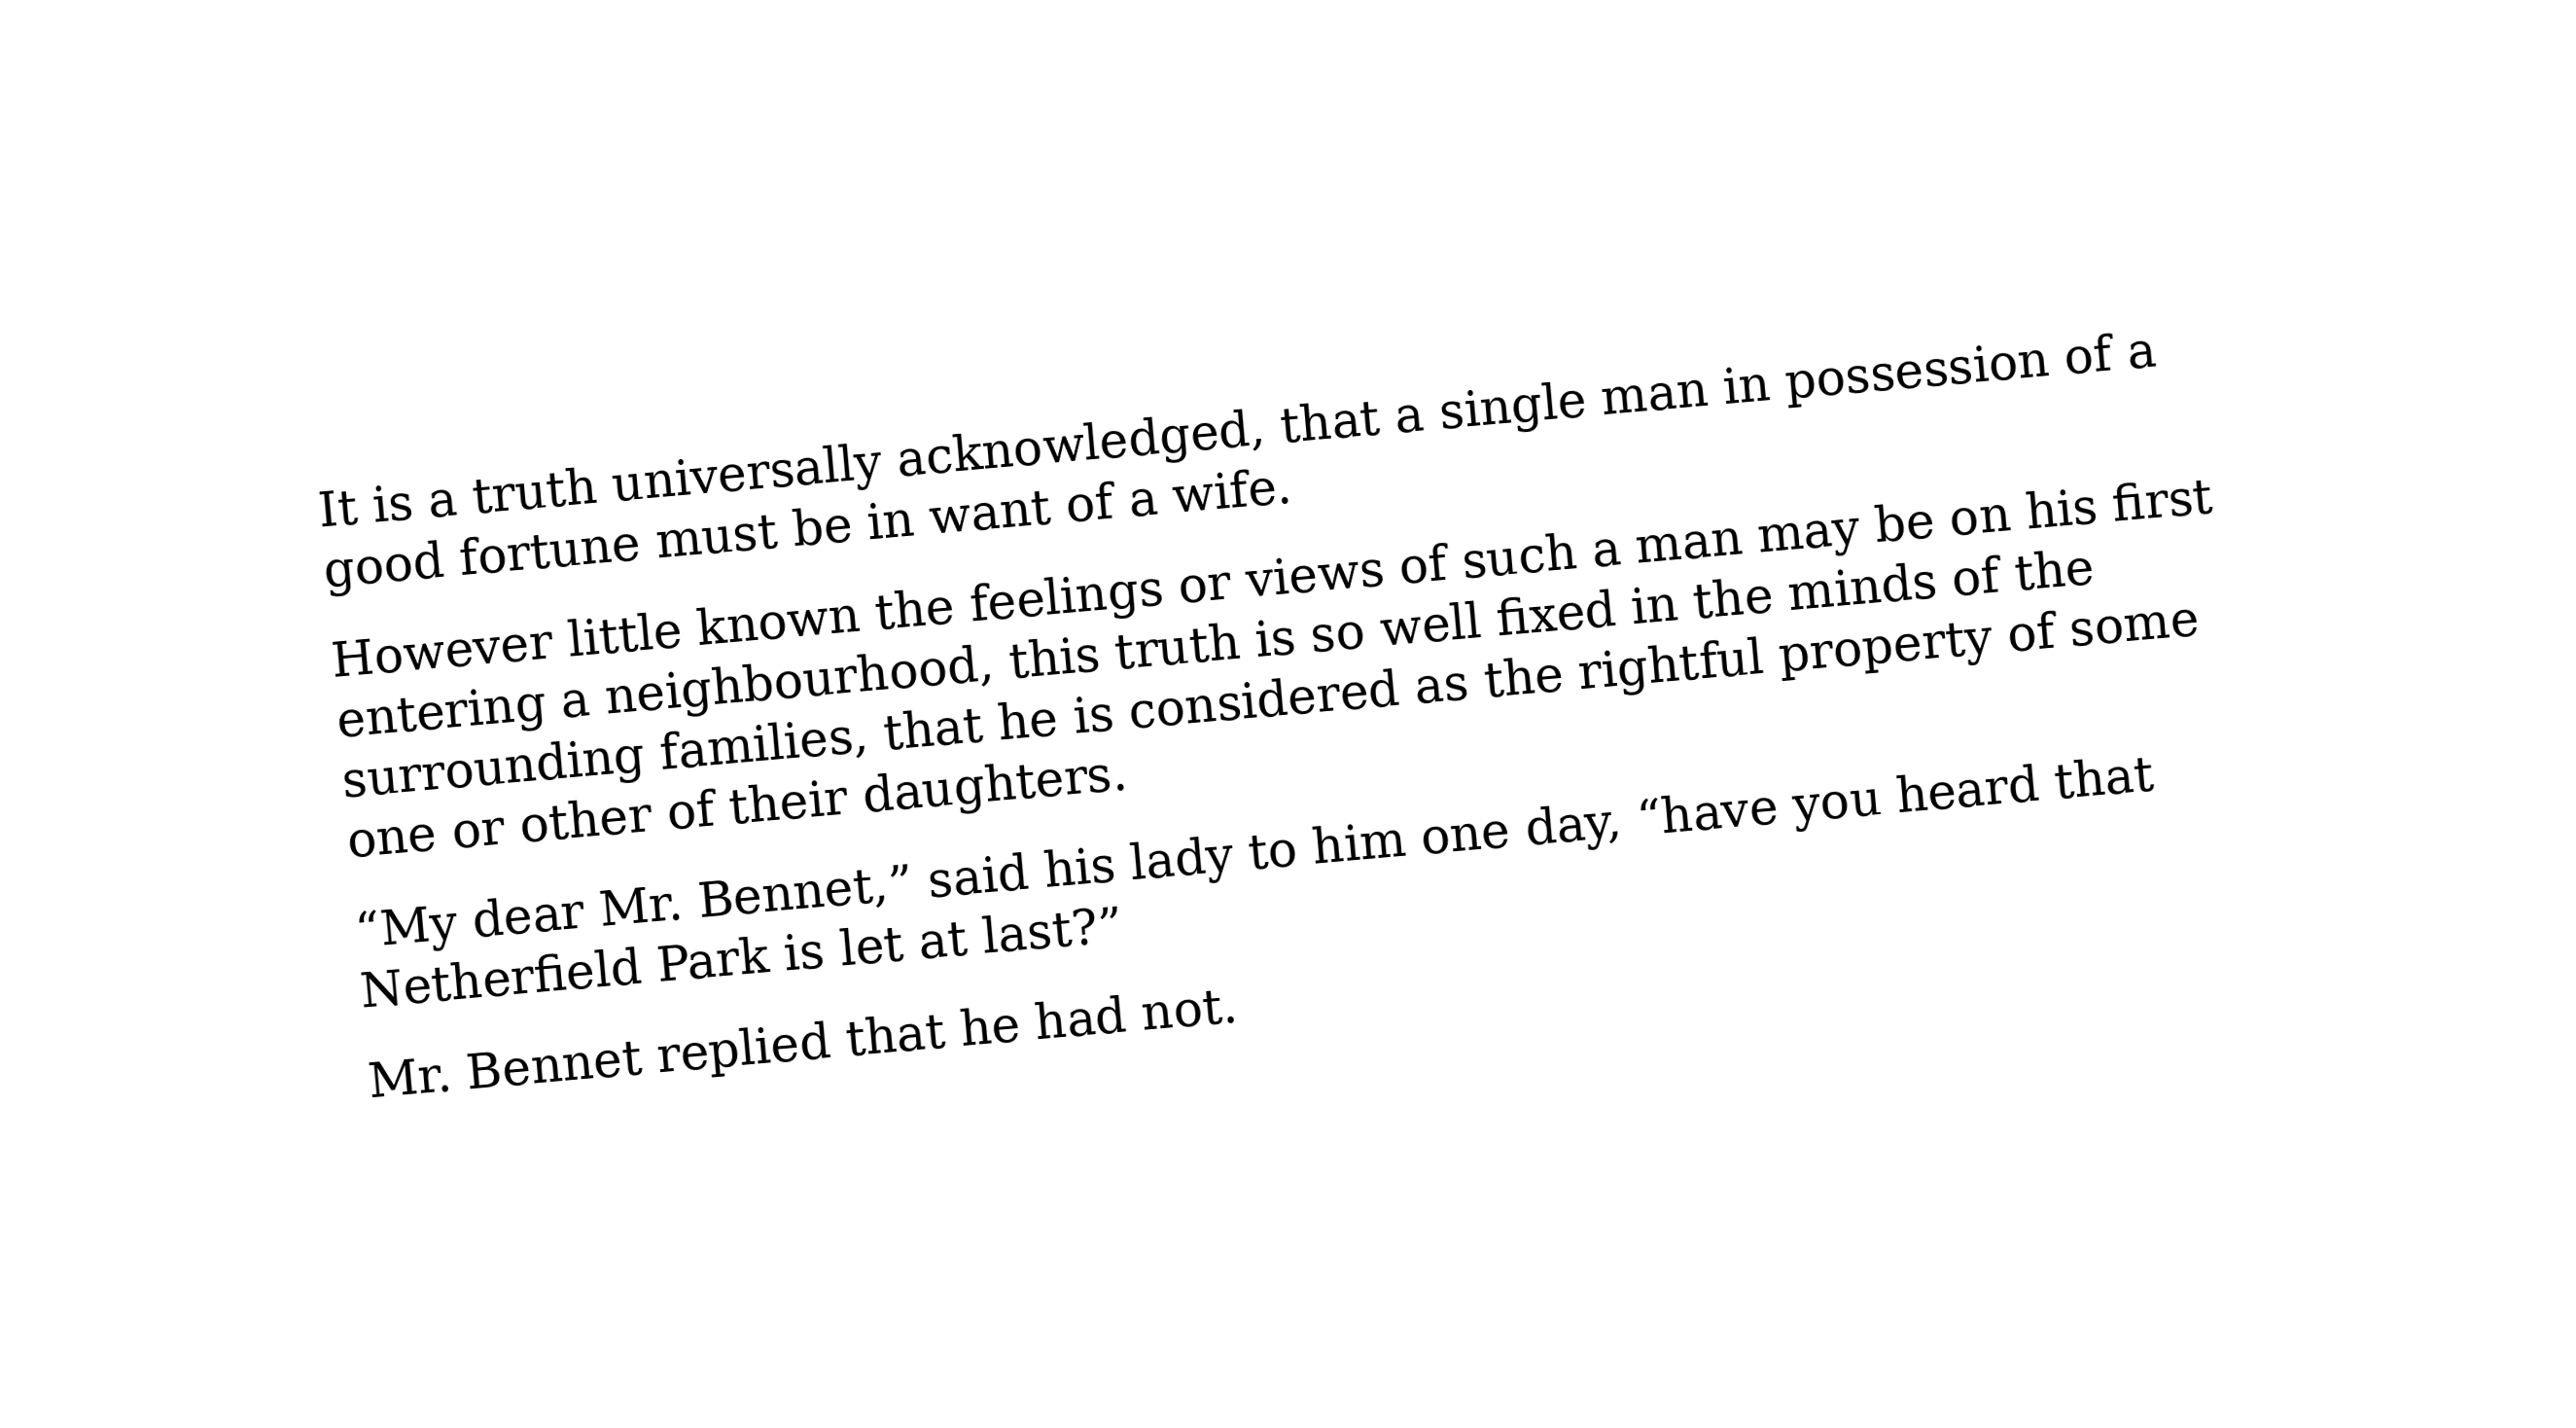 It is a truth universally acknowledged, that a single man in possession of a
good fortune must be in want of a wife.
However little known the feelings or views of such a man may be on his first
entering a neighbourhood, this truth is so well fixed in the minds of the
surrounding families, that he is considered as the rightful property of some
one or other of their daughters.
“My dear Mr. Bennet,” said his lady to him one day, “have you heard that
Netherfield Park is let at last?”
Mr. Bennet replied that he had not.